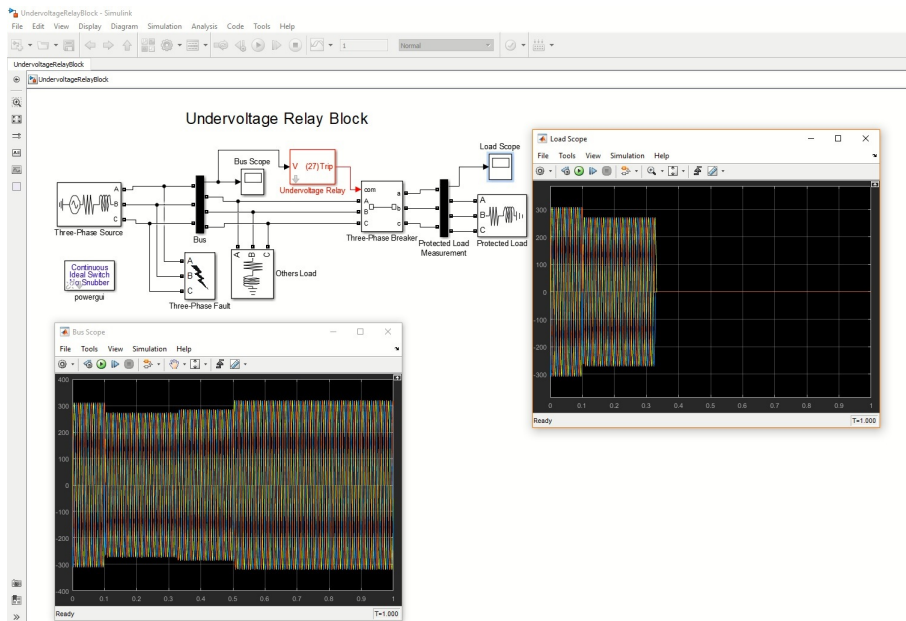 UndervoltageRelayBlock - Simulink
File Edit View Display Diagram Simulation Analysis Code Tools Help
1
Normal
UndervoltageRelayBlock
UndervoltageRelayBlock
Undervoltage Relay Block
Bus Scope
V (27) Trip
Undervoltage Relay
Load Scope
A
B
C
Three-Phase Source
Bus
com
A
B
C
a
b
c
Three-Phase Breaker
Protected Load
Measurement
A
B
C
Protected Load
Continuous
Ideal Switch
No Snubber
powergui
A
B
C
Three-Phase Fault
A B C
Others Load
Load Scope
File Tools View Simulation Help
300
200
100
0
-100
-200
-300
0 0.1 0.2 0.3 0.4 0.5 0.6 0.7 0.8 0.9 1
Ready T=1.000
Bus Scope
File Tools View Simulation Help
400
300
200
100
0
-100
-200
-300
-400
0 0.1 0.2 0.3 0.4 0.5 0.6 0.7 0.8 0.9 1
Ready T=1.000